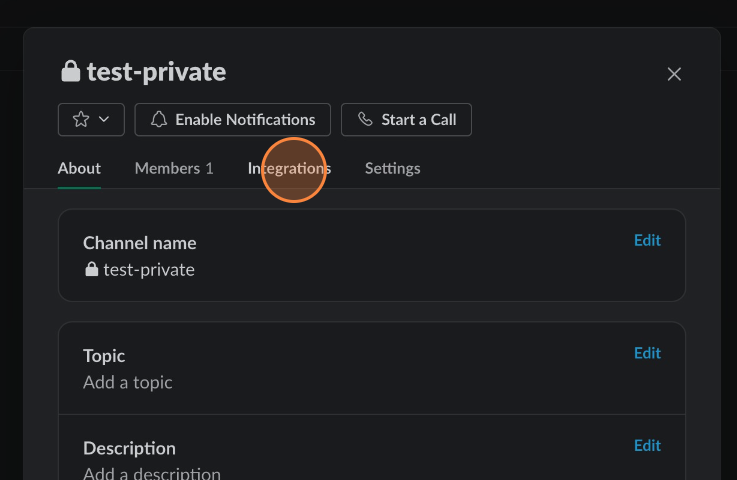 test-private
Enable Notifications Start a Call
About Members 1 Integrations Settings
Channel name Edit
test-private
Topic Edit
Add a topic
Description Edit
Add a description